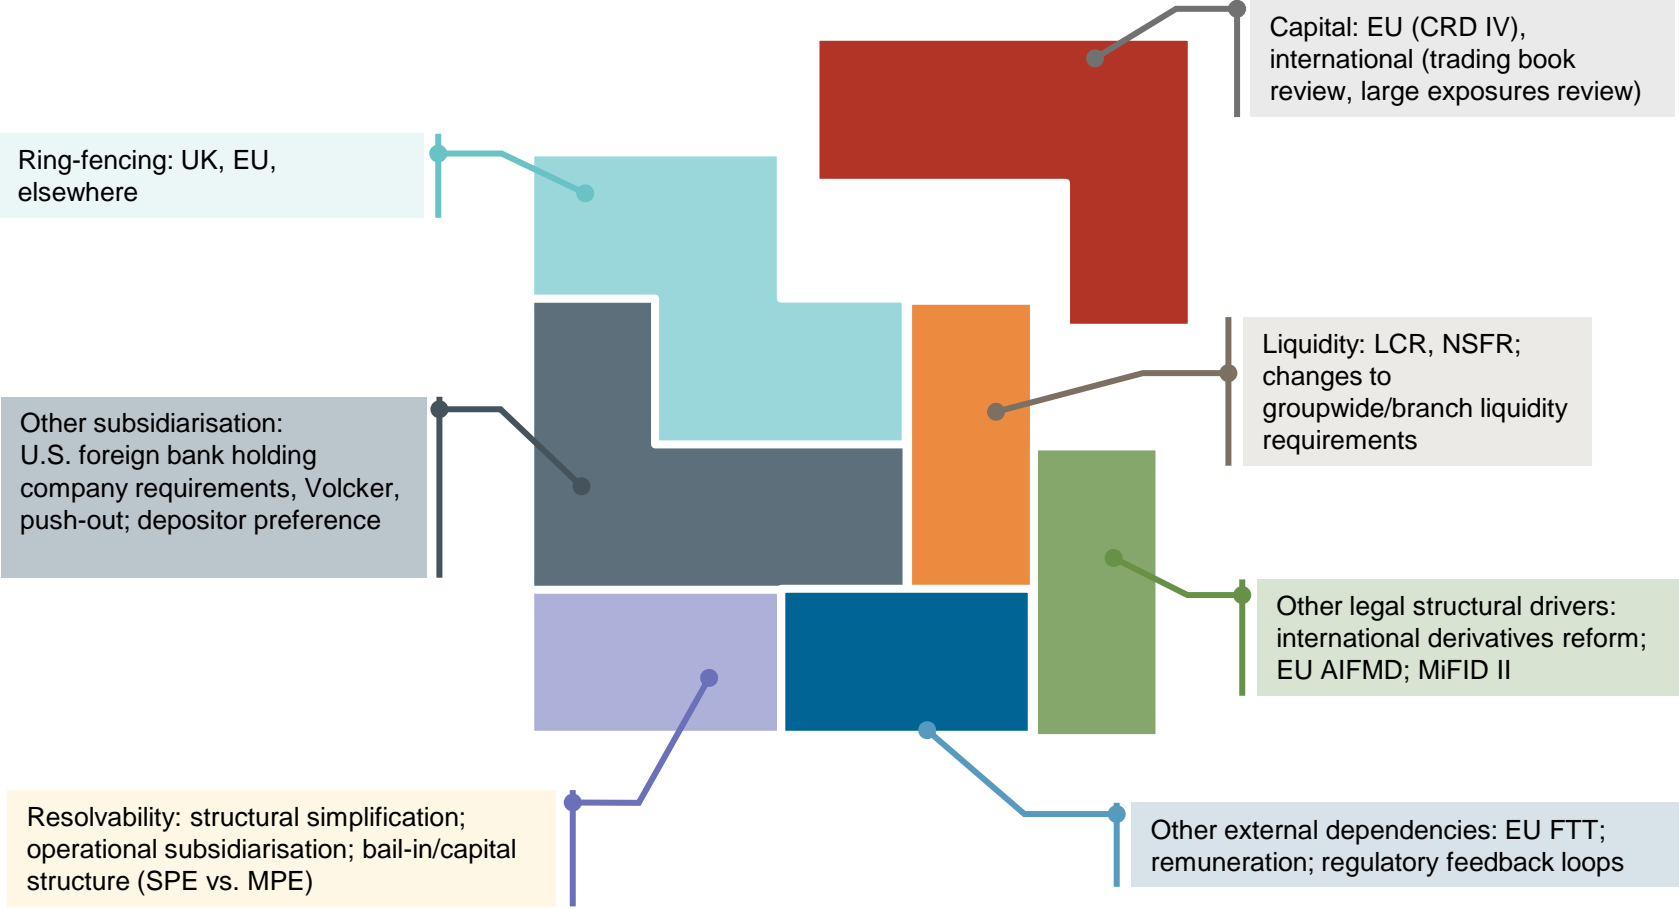 Capital: EU (CRD IV),
international (trading book
review, large exposures review)
Ring-fencing: UK, EU,
elsewhere
Liquidity: LCR, NSFR;
changes to
groupwide/branch liquidity
requirements
Other subsidiarisation:
U.S. foreign bank holding
company requirements, Volcker,
push-out; depositor preference
Other legal structural drivers:
international derivatives reform;
EU AIFMD; MiFID II
Resolvability: structural simplification;
operational subsidiarisation; bail-in/capital
structure (SPE vs. MPE)
Other external dependencies: EU FTT;
remuneration; regulatory feedback loops